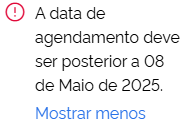 A data de
agendamento deve
ser posterior a 08
de Maio de 2025.
Mostrar menos